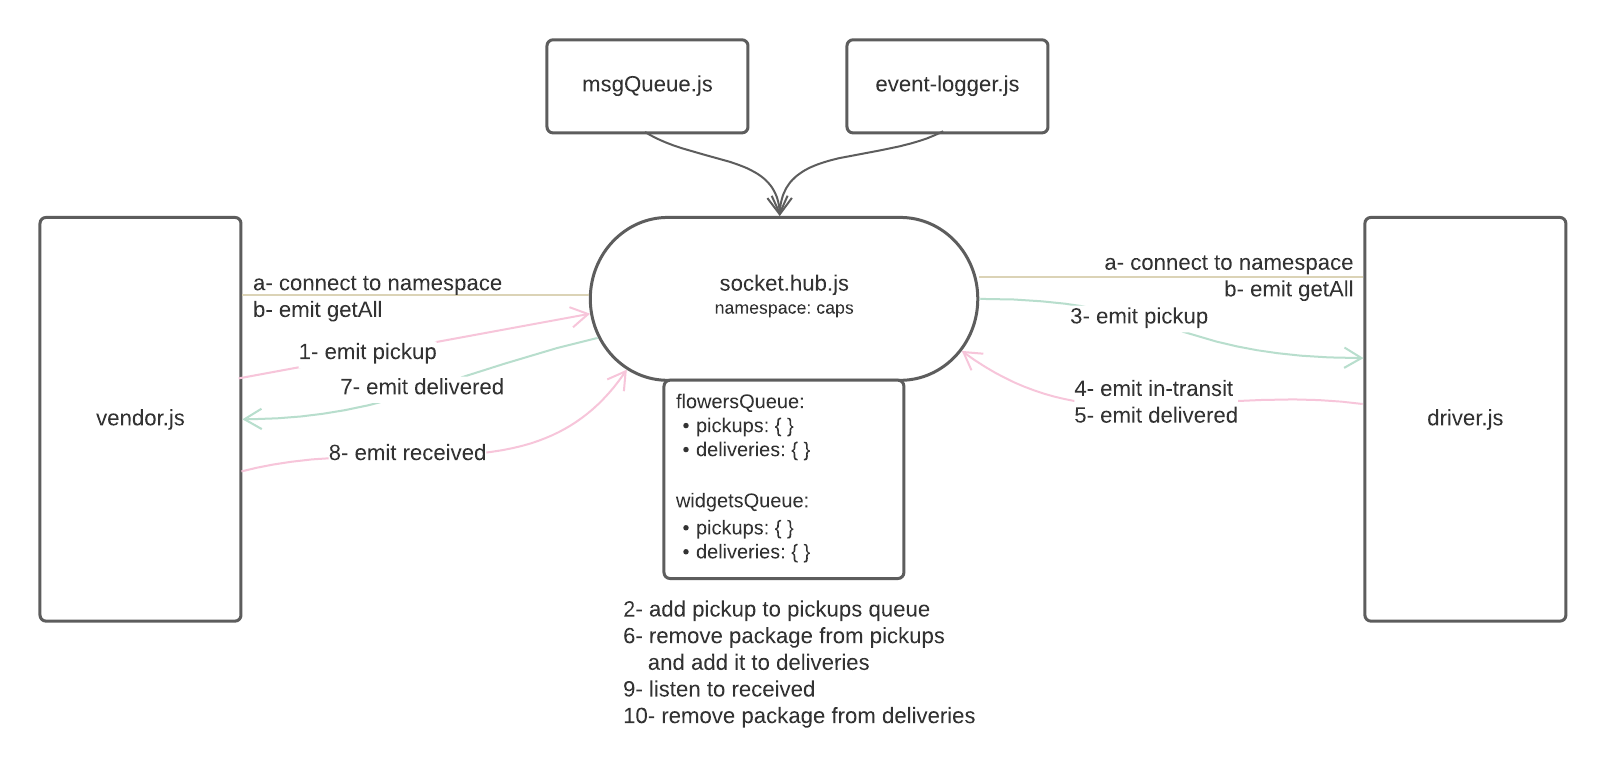 msgQueue.js
event-logger.js
a- connect to namespace
b- emit getAll
1- emit pickup
7- emit delivered
vendor.js
8- emit received
socket.hub.js
namespace: caps
a- connect to namespace
b- emit getAll
3- emit pickup
4- emit in-transit
5- emit delivered
driver.js
flowersQueue:
• pickups: { }
• deliveries: { }
widgetsQueue:
• pickups: { }
• deliveries: { }
2- add pickup to pickups queue
6- remove package from pickups
and add it to deliveries
9- listen to received
10- remove package from deliveries